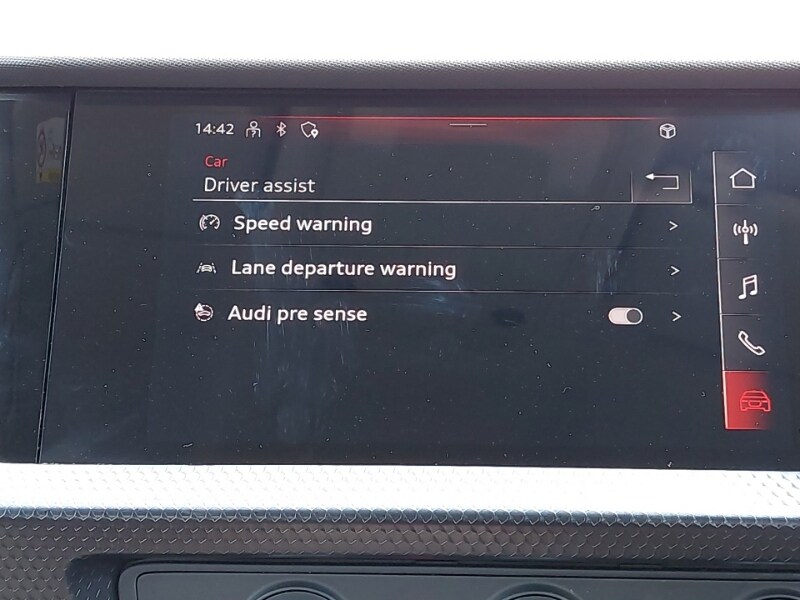 14:42
Car
Driver assist
Speed warning
Lane departure warning
Audi pre sense